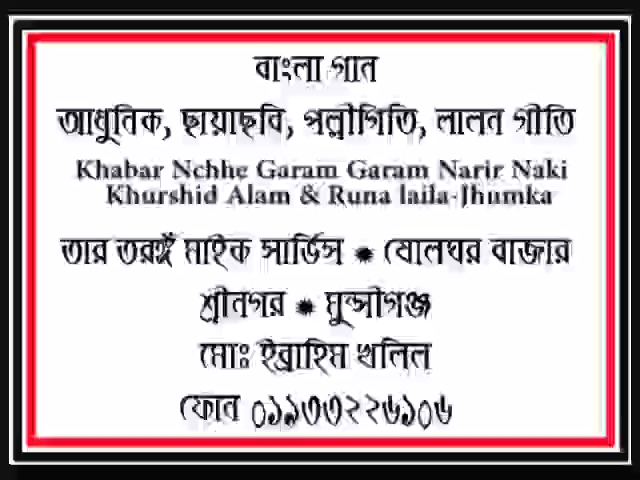 বাংলা গান
আধুনিক, ছায়াছবি, পল্লীগিতি, লালন গীতি
Khabar Nchhe Garam Garam Narir Naki
Khurshid Alam & Runa laila-Jhumka
তার তরঙ্গঁ মাইক সার্ভিস ✹ ষোলঘর বাজার
শ্রীনগর ✹ মুন্সীগঞ্জ
মোঃ ইব্রাহিম খলিল
ফোন ০১৯৩৩২২৬১০৬